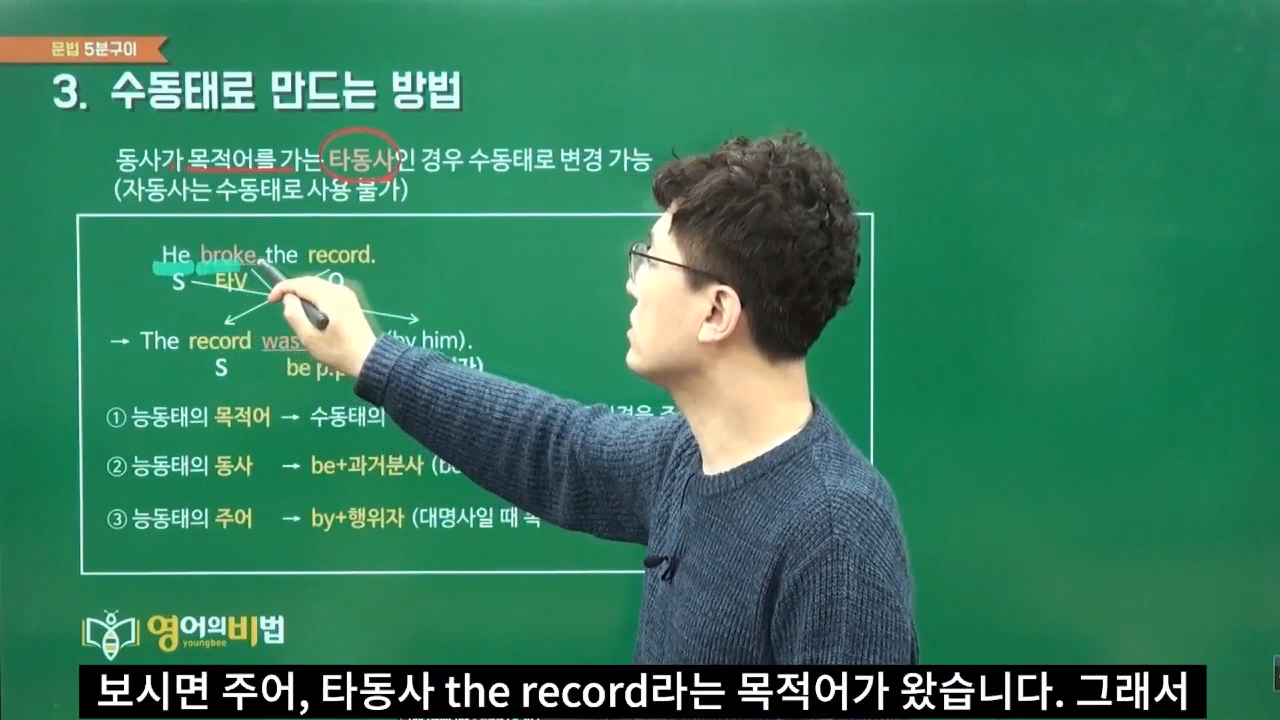 문법 5분구이
3. 수동태로 만드는 방법
동사가 목적어를 가는 타동사인 경우 수동태로 변경 가능
(자동사는 수동태로 사용 불가)
He broke the record.
S 타V O
→ The record was (by him).
S be p.p
① 능동태의 목적어 → 수동태의
② 능동태의 동사 → be+과거분사
③ 능동태의 주어 → by+행위자 (대명사일 때
영어의비법
youngbee
보시면 주어, 타동사 the record라는 목적어가 왔습니다. 그래서